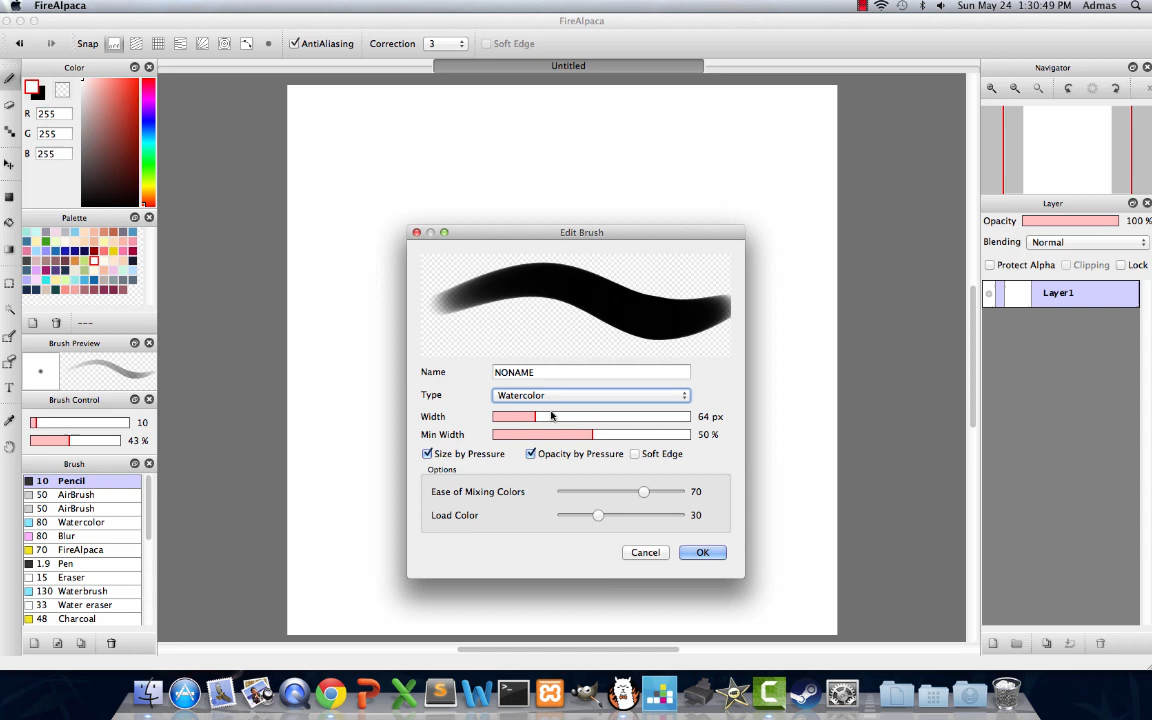 FireAlpaca
Sun May 24 1:30:49 PM Admas
FireAlpaca
Snap off AntiAliasing Correction 3 Soft Edge
Color
Untitled
Navigator
R 255
G 255
B 255
Palette
Layer
Opacity 100 %
Blending Normal
Protect Alpha Clipping Lock
Layer1
---
Brush Preview
Brush Control
10
43 %
Brush
10 Pencil
50 AirBrush
50 AirBrush
80 Watercolor
80 Blur
70 FireAlpaca
1.9 Pen
15 Eraser
130 Waterbrush
33 Water eraser
48 Charcoal
Edit Brush
Name NONAME
Type Watercolor
Width 64 px
Min Width 50 %
Size by Pressure Opacity by Pressure Soft Edge
Options
Ease of Mixing Colors 70
Load Color 30
Cancel OK